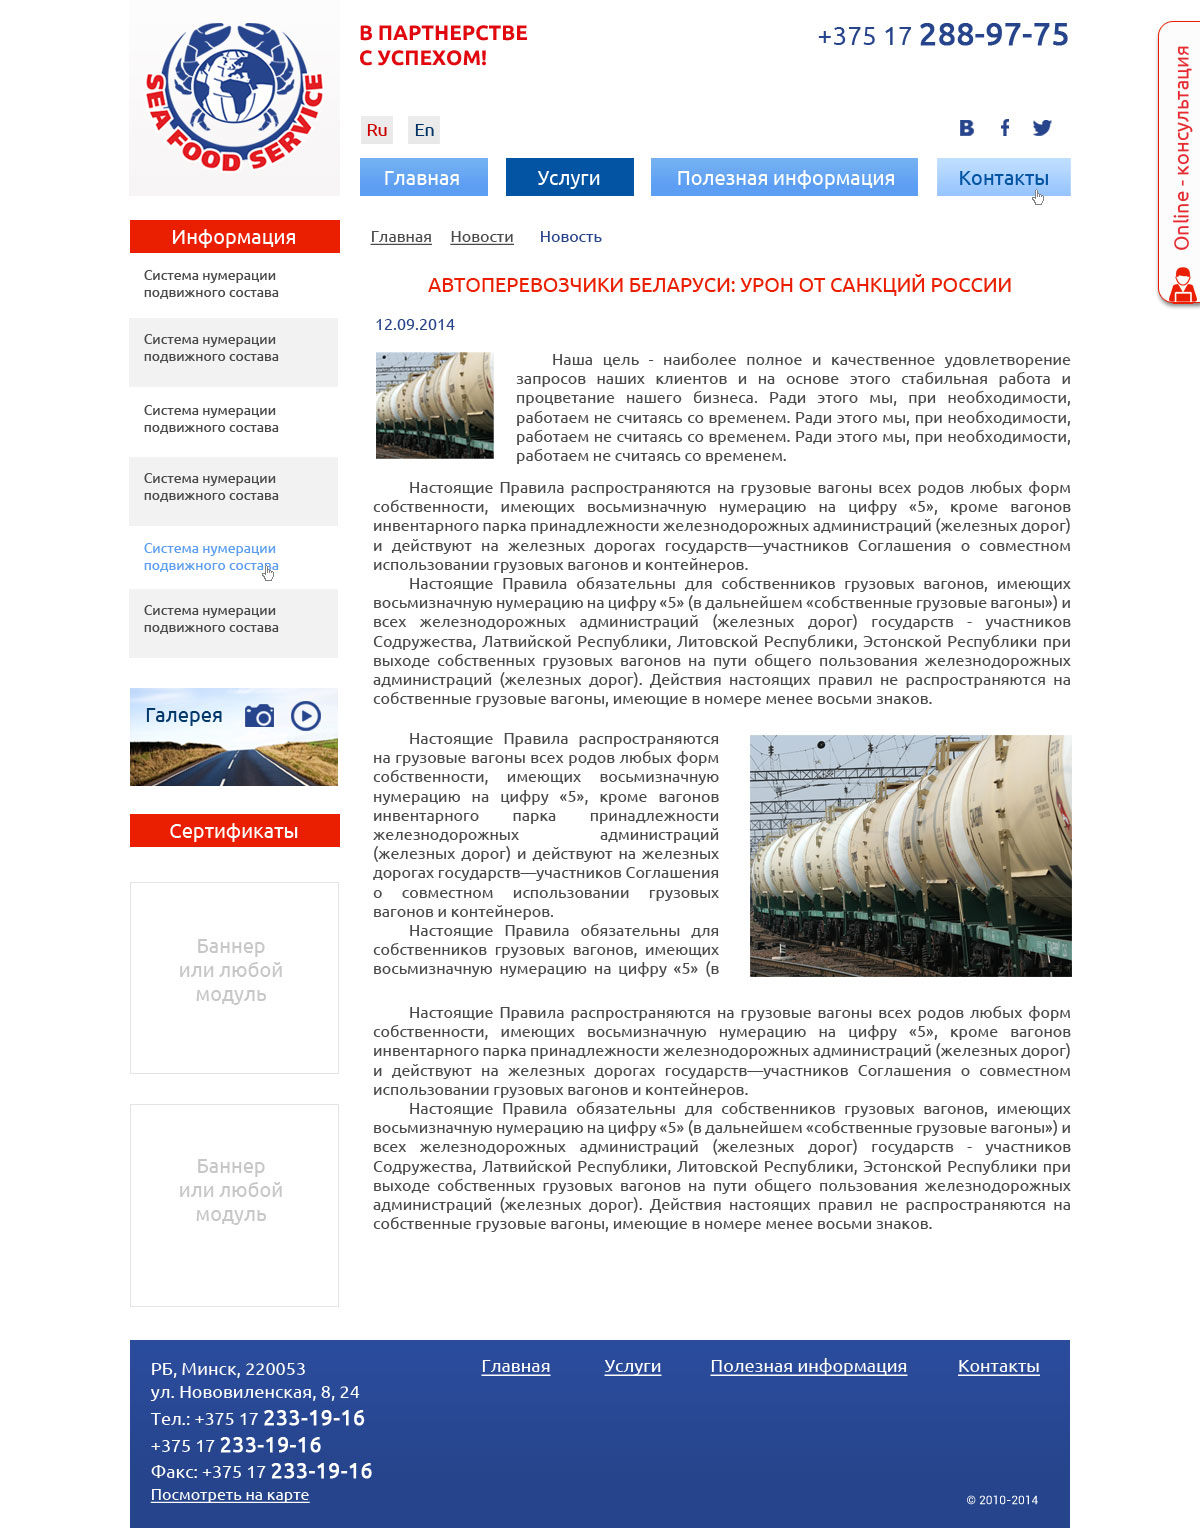 SEA FOOD SERVICE
В ПАРТНЕРСТВЕ
С УСПЕХОМ!
+375 17 288-97-75
Ru En
Главная Услуги Полезная информация Контакты
Online - консультация
Информация
Система нумерации
подвижного состава
Система нумерации
подвижного состава
Система нумерации
подвижного состава
Система нумерации
подвижного состава
Система нумерации
подвижного состава
Система нумерации
подвижного состава
Галерея
Сертификаты
Баннер
или любой
модуль
Баннер
или любой
модуль
Главная Новости Новость
АВТОПЕРЕВОЗЧИКИ БЕЛАРУСИ: УРОН ОТ САНКЦИЙ РОССИИ
12.09.2014
Наша цель - наиболее полное и качественное удовлетворение
запросов наших клиентов и на основе этого стабильная работа и
процветание нашего бизнеса. Ради этого мы, при необходимости,
работаем не считаясь со временем. Ради этого мы, при необходимости,
работаем не считаясь со временем. Ради этого мы, при необходимости,
работаем не считаясь со временем.
Настоящие Правила распространяются на грузовые вагоны всех родов любых форм
собственности, имеющих восьмизначную нумерацию на цифру «5», кроме вагонов
инвентарного парка принадлежности железнодорожных администраций (железных дорог)
и действуют на железных дорогах государств—участников Соглашения о совместном
использовании грузовых вагонов и контейнеров.
Настоящие Правила обязательны для собственников грузовых вагонов, имеющих
восьмизначную нумерацию на цифру «5» (в дальнейшем «собственные грузовые вагоны») и
всех железнодорожных администраций (железных дорог) государств - участников
Содружества, Латвийской Республики, Литовской Республики, Эстонской Республики при
выходе собственных грузовых вагонов на пути общего пользования железнодорожных
администраций (железных дорог). Действия настоящих правил не распространяются на
собственные грузовые вагоны, имеющие в номере менее восьми знаков.
Настоящие Правила распространяются
на грузовые вагоны всех родов любых форм
собственности, имеющих восьмизначную
нумерацию на цифру «5», кроме вагонов
инвентарного парка принадлежности
железнодорожных администраций
(железных дорог) и действуют на железных
дорогах государств—участников Соглашения
о совместном использовании грузовых
вагонов и контейнеров.
Настоящие Правила обязательны для
собственников грузовых вагонов, имеющих
восьмизначную нумерацию на цифру «5» (в
Настоящие Правила распространяются на грузовые вагоны всех родов любых форм
собственности, имеющих восьмизначную нумерацию на цифру «5», кроме вагонов
инвентарного парка принадлежности железнодорожных администраций (железных дорог)
и действуют на железных дорогах государств—участников Соглашения о совместном
использовании грузовых вагонов и контейнеров.
Настоящие Правила обязательны для собственников грузовых вагонов, имеющих
восьмизначную нумерацию на цифру «5» (в дальнейшем «собственные грузовые вагоны») и
всех железнодорожных администраций (железных дорог) государств - участников
Содружества, Латвийской Республики, Литовской Республики, Эстонской Республики при
выходе собственных грузовых вагонов на пути общего пользования железнодорожных
администраций (железных дорог). Действия настоящих правил не распространяются на
собственные грузовые вагоны, имеющие в номере менее восьми знаков.
РБ, Минск, 220053
ул. Нововиленская, 8, 24
Тел.: +375 17 233-19-16
+375 17 233-19-16
Факс: +375 17 233-19-16
Посмотреть на карте
Главная Услуги Полезная информация Контакты
© 2010-2014